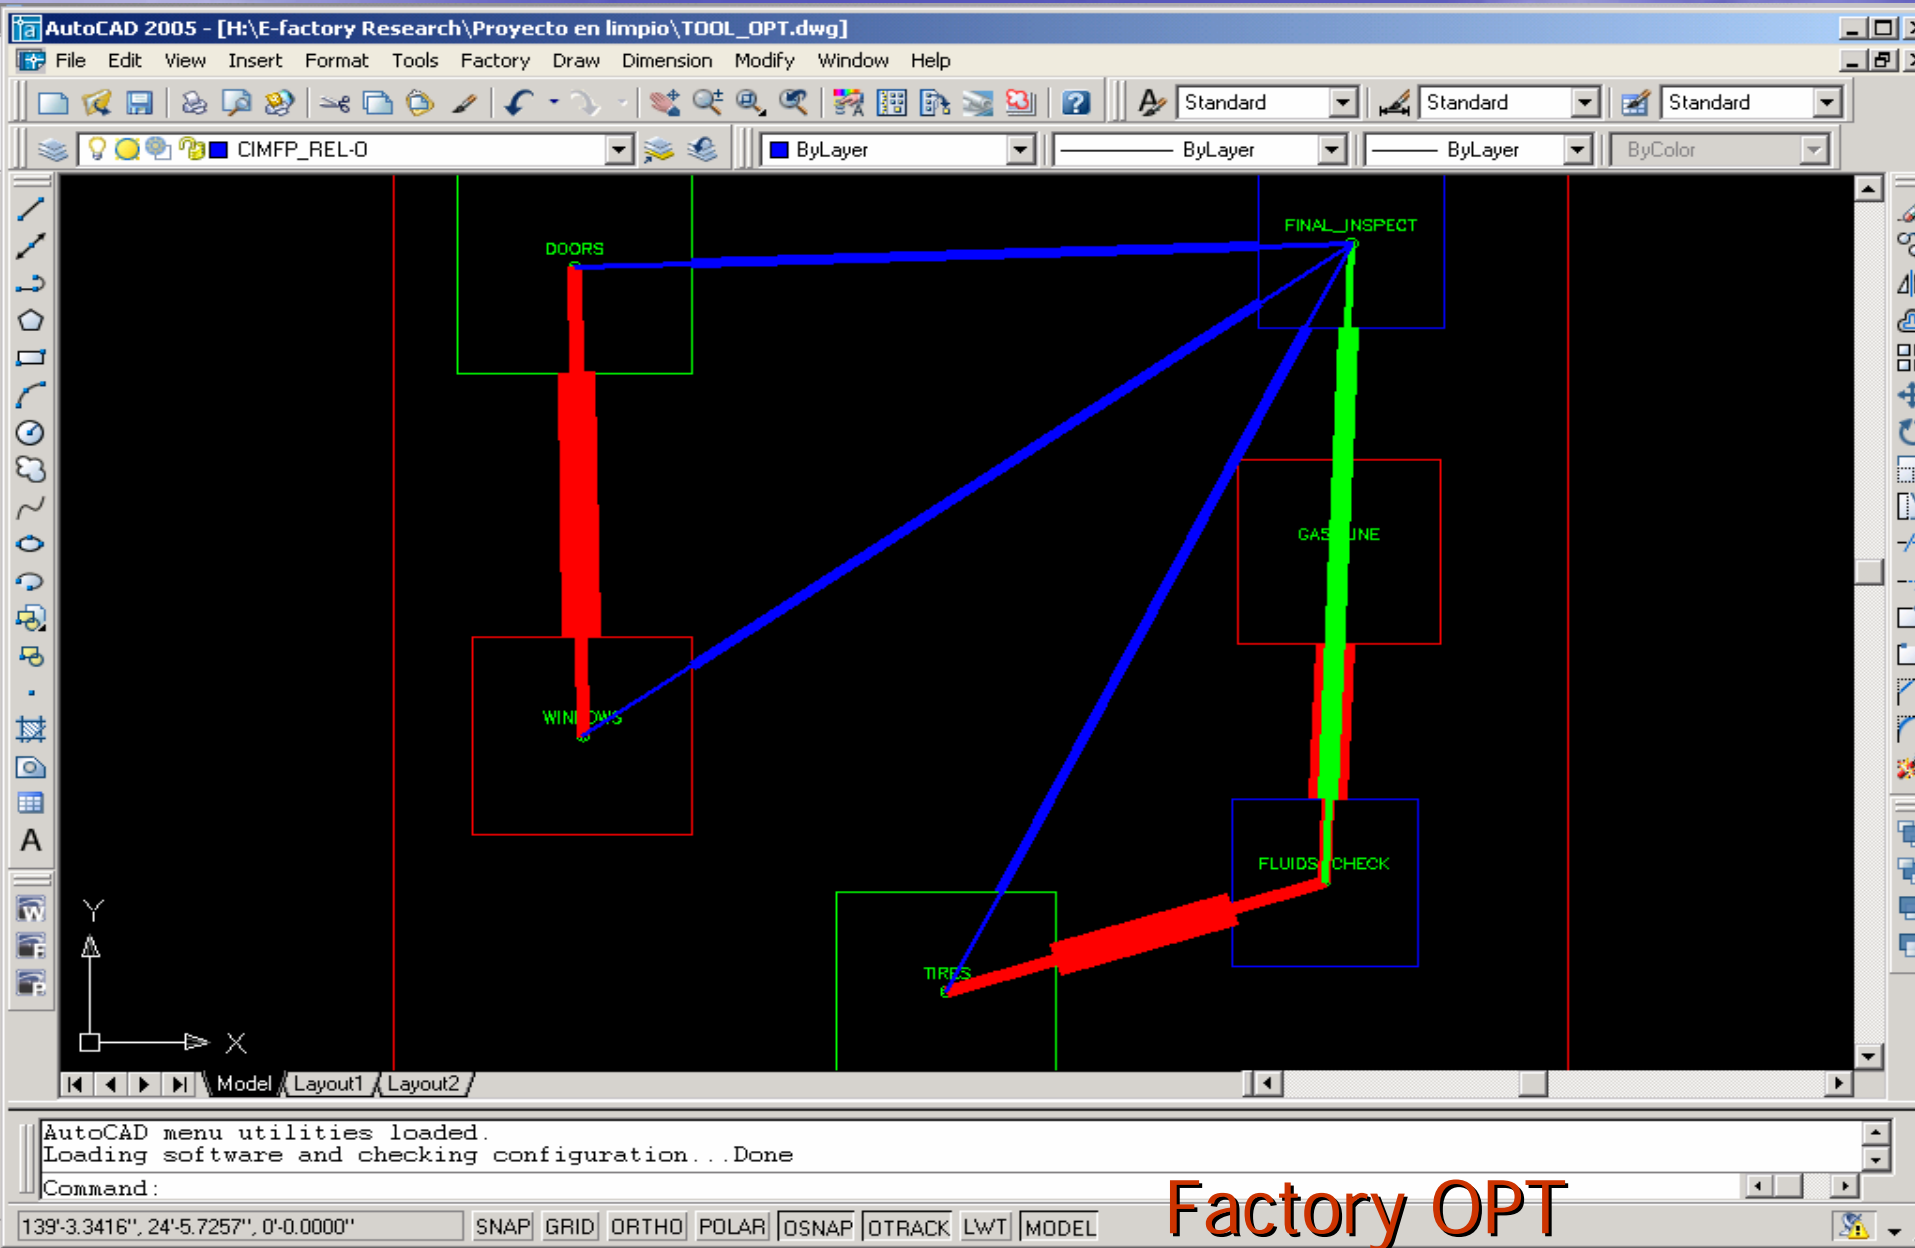 AutoCAD 2005 - [H:\E-factory Research\Proyecto en limpio\TOOL_OPT.dwg]
File Edit View Insert Format Tools Factory Draw Dimension Modify Window Help
Standard Standard Standard
CIMFP_REL-0 ByLayer ByLayer ByLayer ByColor
FINAL_INSPECT
DOORS
WINDOWS
FLUIDS_CHECK
TIRES
A
W
F
P
Y
X
Model Layout1 Layout2
AutoCAD menu utilities loaded.
Loading software and checking configuration...Done
Command:
139'-3.3416", 24'-5.7257", 0'-0.0000" SNAP GRID ORTHO POLAR OSNAP OTRACK LWT MODEL
Factory OPT